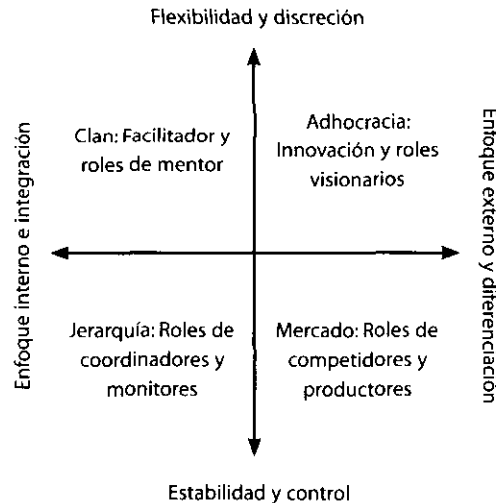 Flexibilidad y discreción
Clan: Facilitador y
roles de mentor
Adhocracia:
Innovación y roles
visionarios
Enfoque interno e integración
Enfoque externo y diferenciación
Jerarquía: Roles de
coordinadores y
monitores
Mercado: Roles de
competidores y
productores
Estabilidad y control